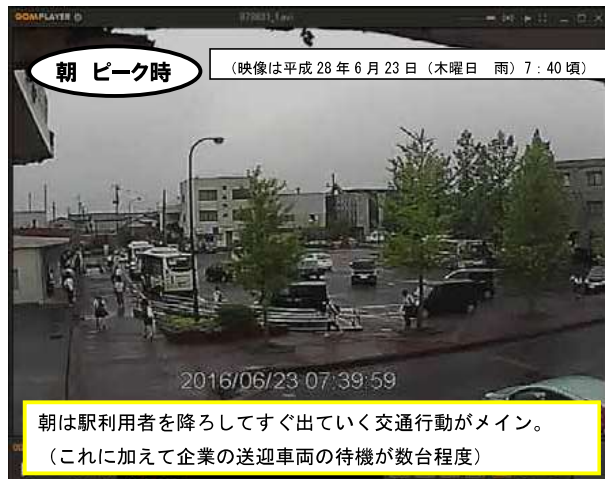 GOMPLAYER
878831_1.avi
朝 ピーク時
（映像は平成 28 年 6 月 23 日（木曜日　雨）7：40 頃）
2016/06/23 07:39:59
朝は駅利用者を降ろしてすぐ出ていく交通行動がメイン。
（これに加えて企業の送迎車両の待機が数台程度）